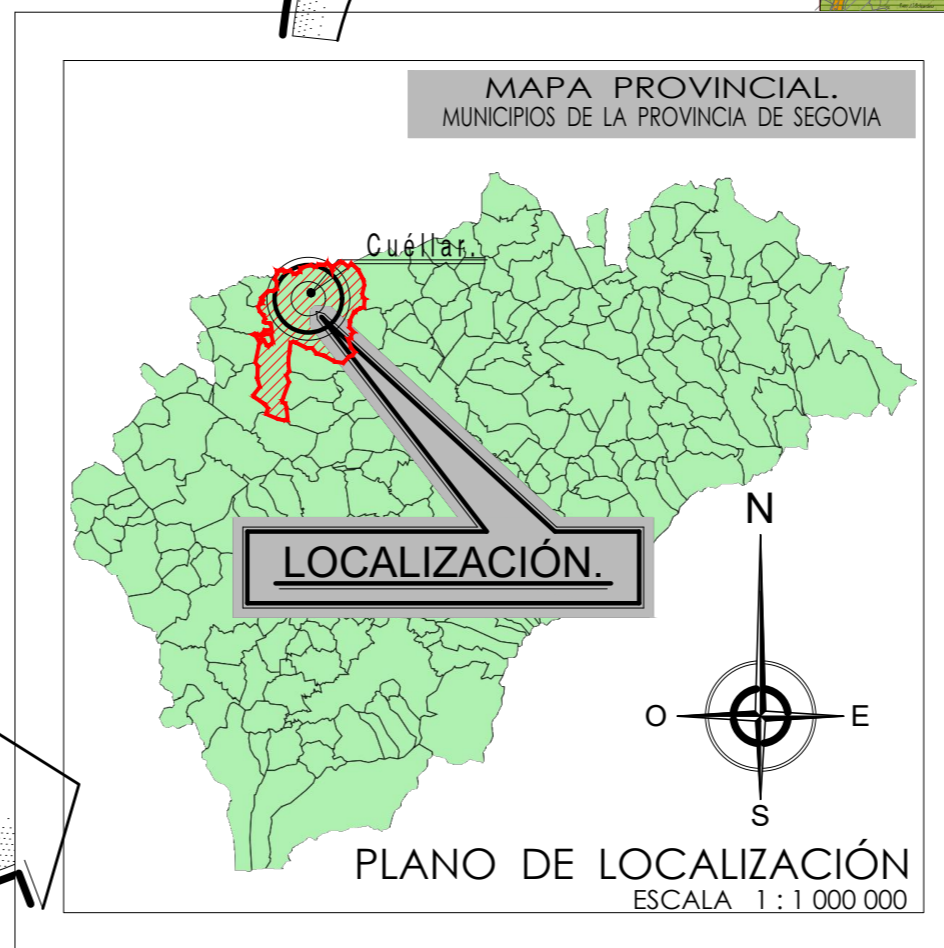 MAPA PROVINCIAL.
MUNICIPIOS DE LA PROVINCIA DE SEGOVIA
Cuéllar.
LOCALIZACIÓN.
N
O
E
S
PLANO DE LOCALIZACIÓN
ESCALA 1 : 1 000 000